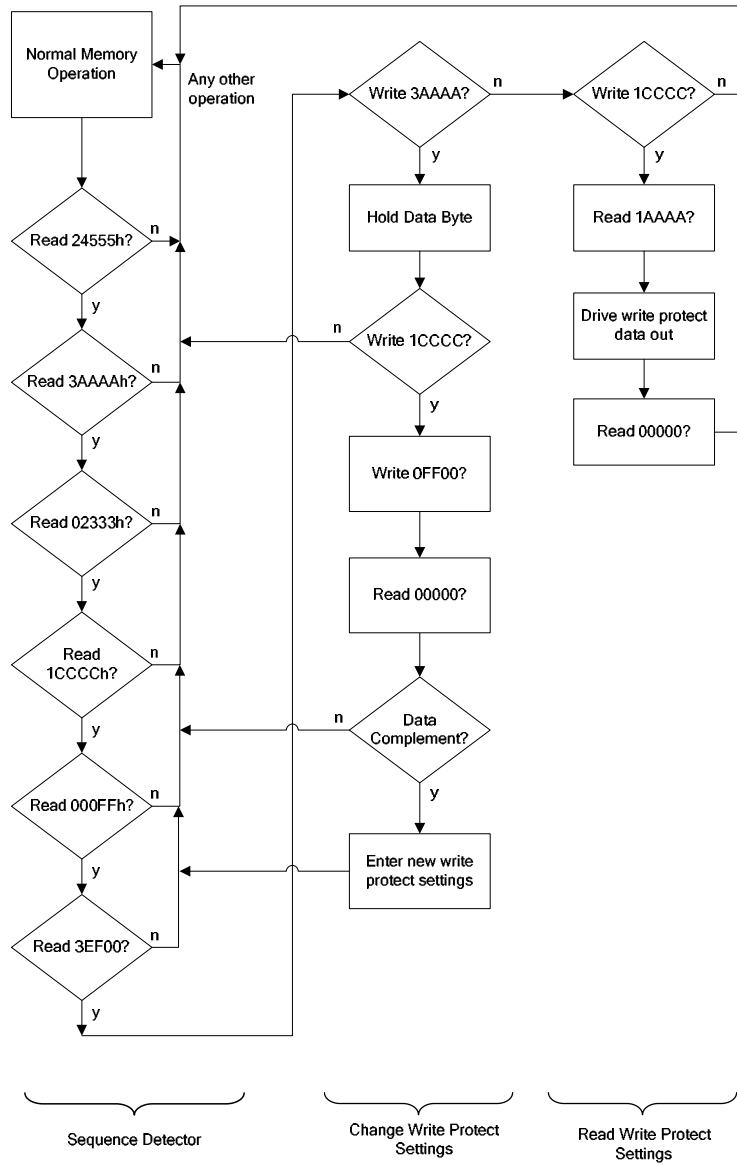 Normal Memory
Operation
Any other
operation
Read 24555h?
n
y
Read 3AAAAh?
n
y
Read 02333h?
n
y
Read
1CCCCh?
n
y
Read 000FFh?
n
y
Read 3EF00?
n
y
Sequence Detector
Write 3AAAA?
n
y
Hold Data Byte
Write 1CCCC?
n
y
Write 0FF00?
Read 00000?
Data
Complement?
n
y
Enter new write
protect settings
Change Write Protect
Settings
Write 1CCCC?
n
y
Read 1AAAA?
Drive write protect
data out
Read 00000?
Read Write Protect
Settings